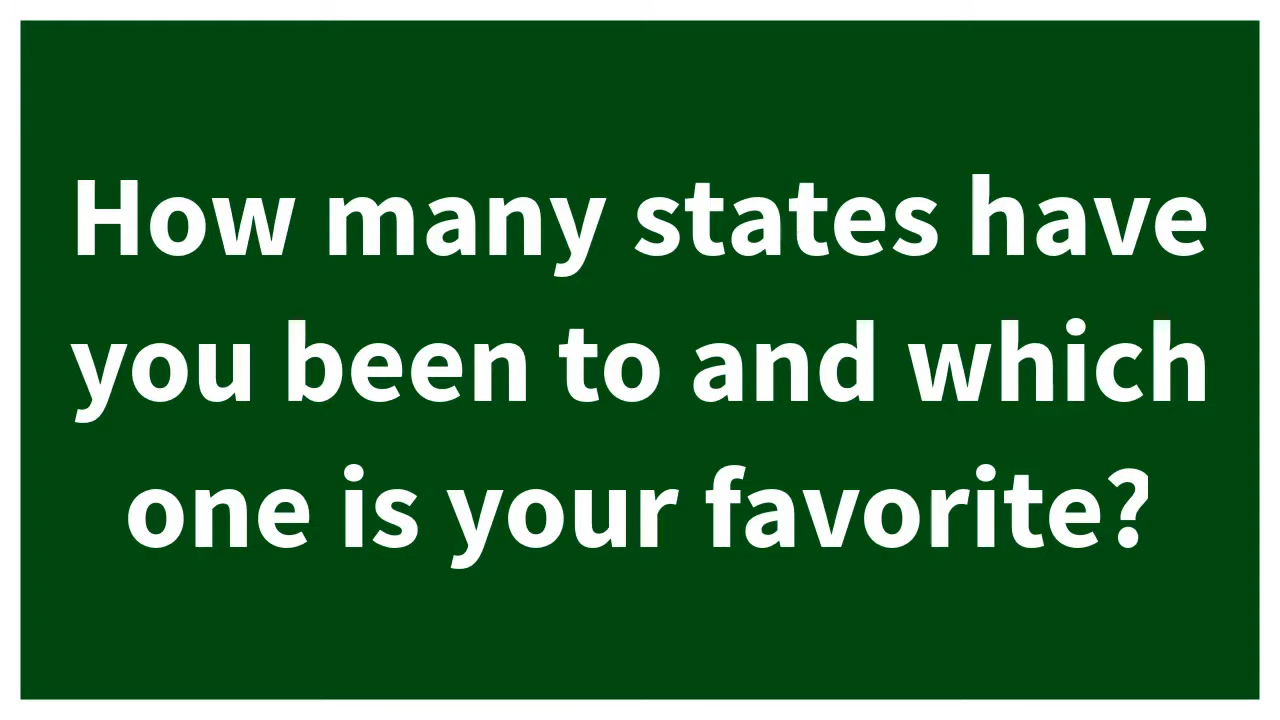 How many states have
you been to and which
one is your favorite?